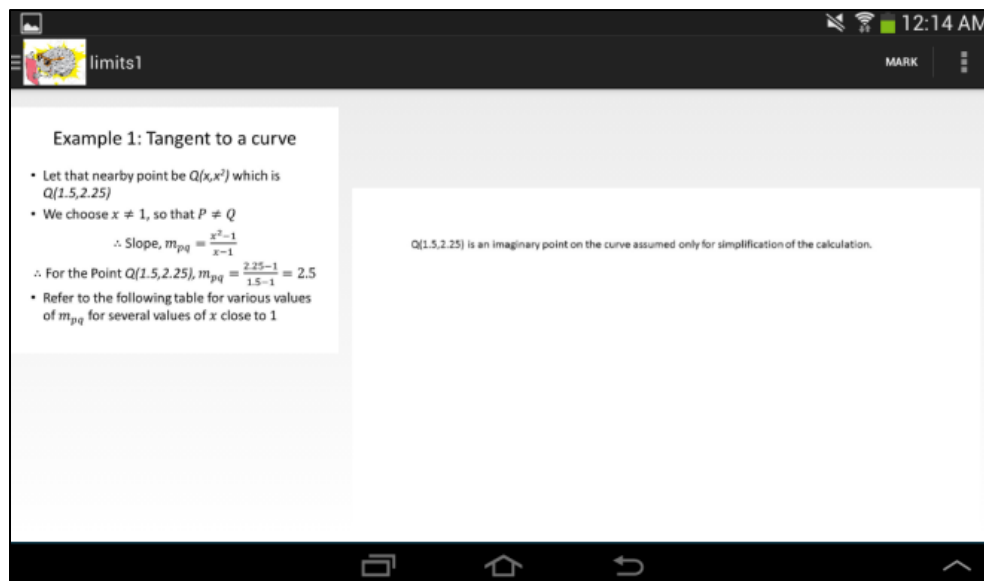 12:14 AM
limits1
MARK
Example 1: Tangent to a curve
• Let that nearby point be Q(x,x²) which is
Q(1.5,2.25)
• We choose x ≠ 1, so that P ≠ Q
∴ Slope, m_pq = (x²−1)/(x−1)
∴ For the Point Q(1.5,2.25), m_pq = (2.25−1)/(1.5−1) = 2.5
• Refer to the following table for various values
of m_pq for several values of x close to 1
Q(1.5,2.25) is an imaginary point on the curve assumed only for simplification of the calculation.